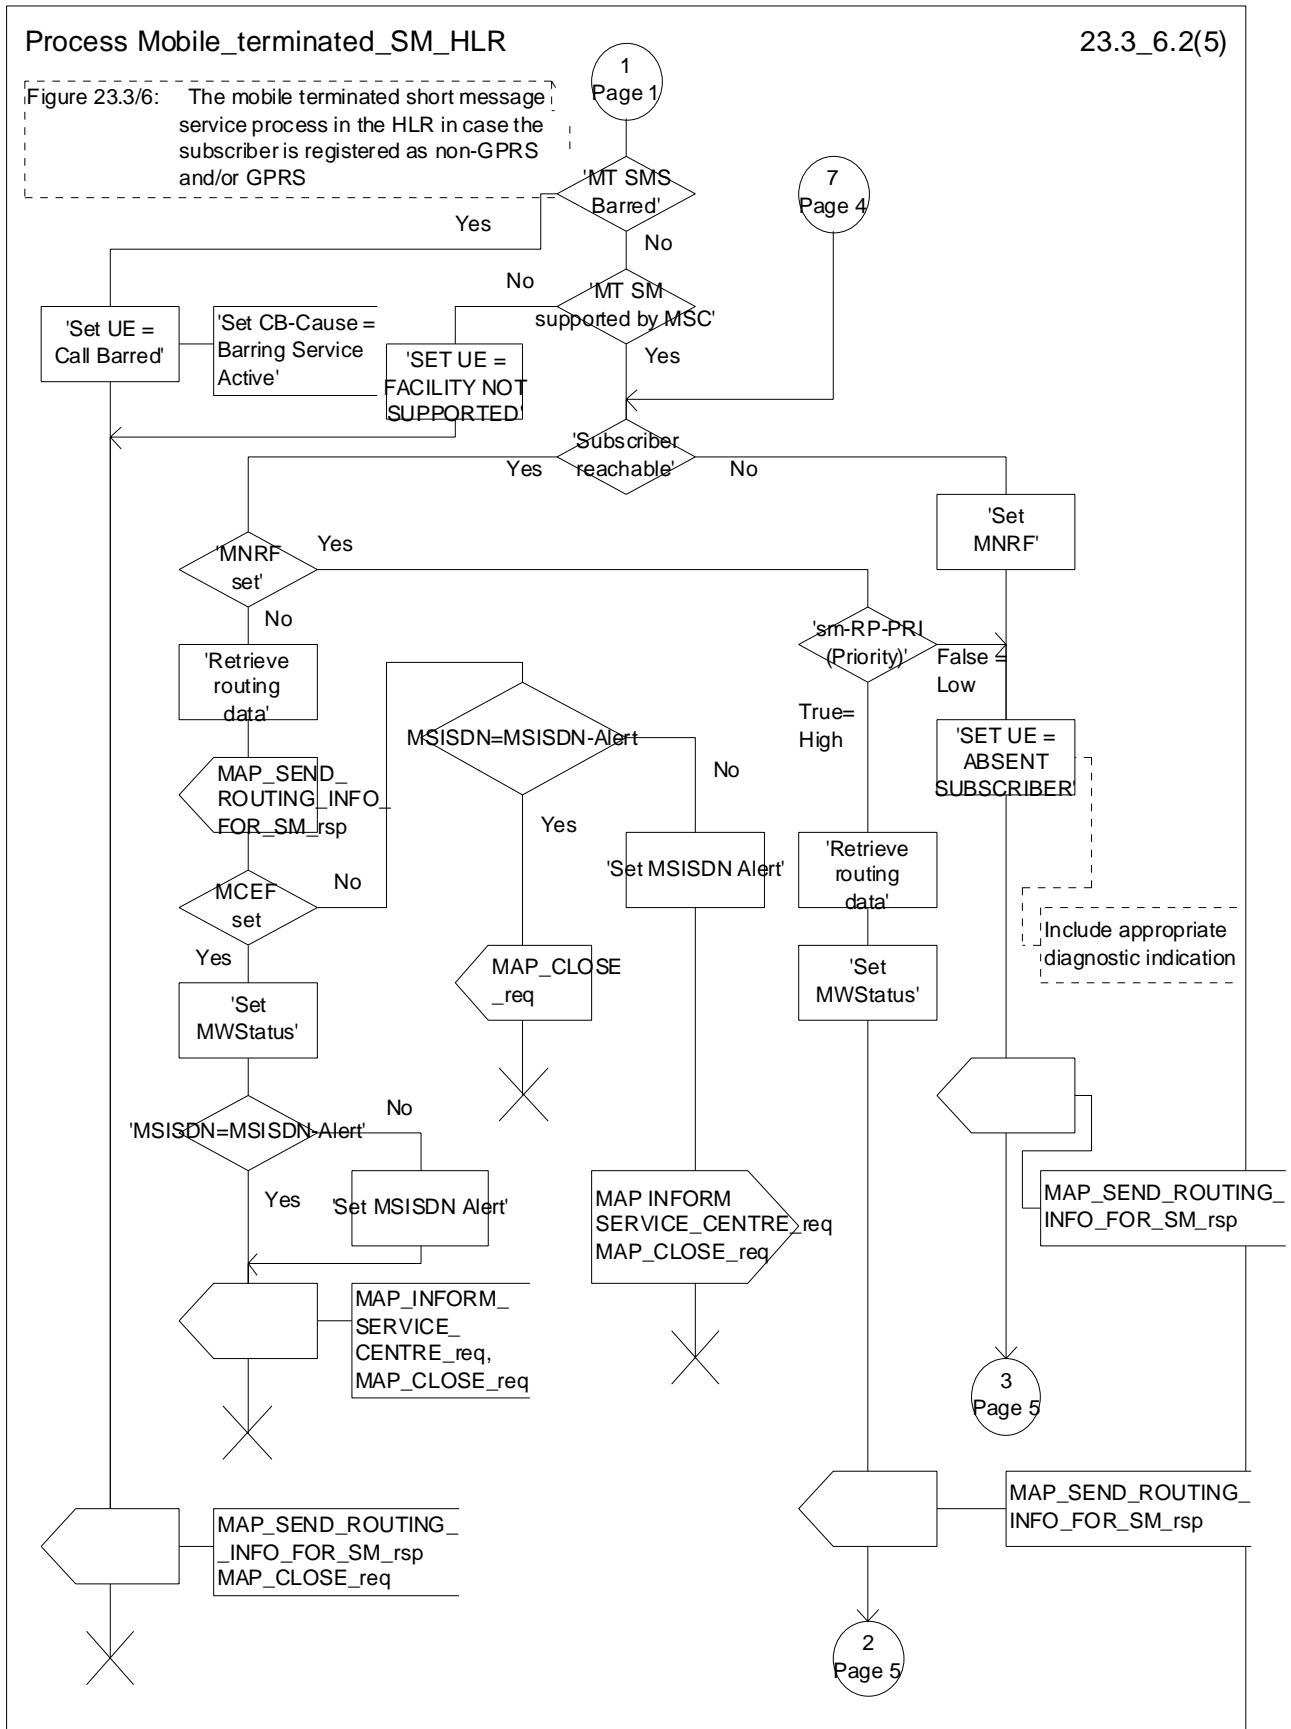 Process Mobile_terminated_SM_HLR
23.3_6.2(5)
1
Page 1
Figure 23.3/6: The mobile terminated short message
service process in the HLR in case the
subscriber is registered as non-GPRS
and/or GPRS
'MT SMS
Barred'
7
Page 4
Yes
No
No
'MT SM
supported by MSC'
'Set UE =
Call Barred'
'Set CB-Cause =
Barring Service
Active'
'SET UE =
FACILITY NOT
SUPPORTED'
Yes
'Subscriber
reachable'
Yes
No
'Set
MNRF'
'MNRF
set'
Yes
No
'sm-RP-PRI
(Priority)'
False =
Low
'Retrieve
routing
data'
True=
High
MSISDN=MSISDN-Alert
'SET UE =
ABSENT
SUBSCRIBER'
No
MAP_SEND_
ROUTING_INFO_
FOR_SM_rsp
Yes
'Set MSISDN Alert'
'Retrieve
routing
data'
MCEF
set
No
Include appropriate
diagnostic indication
Yes
MAP_CLOSE
_req
'Set
MWStatus'
'Set
MWStatus'
'MSISDN=MSISDN-Alert'
No
Yes
'Set MSISDN Alert'
MAP INFORM
SERVICE_CENTRE_req
MAP_CLOSE_req
MAP_SEND_ROUTING_
INFO_FOR_SM_rsp
MAP_INFORM_
SERVICE_
CENTRE_req,
MAP_CLOSE_req
3
Page 5
MAP_SEND_ROUTING_
INFO_FOR_SM_rsp
MAP_SEND_ROUTING_
_INFO_FOR_SM_rsp
MAP_CLOSE_req
2
Page 5